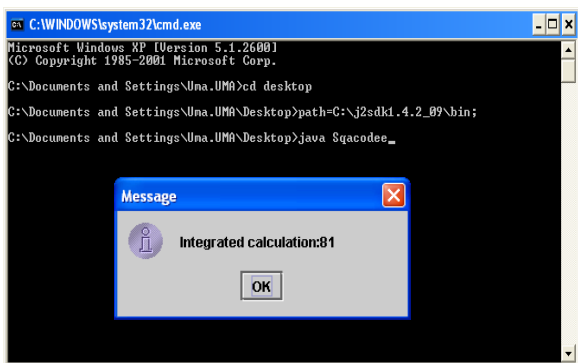 C:\WINDOWS\system32\cmd.exe
Microsoft Windows XP [Version 5.1.2600]
(C) Copyright 1985-2001 Microsoft Corp.
C:\Documents and Settings\Uma.UMA>cd desktop
C:\Documents and Settings\Uma.UMA\Desktop>path=C:\j2sdk1.4.2_09\bin;
C:\Documents and Settings\Uma.UMA\Desktop>java Sqacodee_
Message
Integrated calculation:81
OK